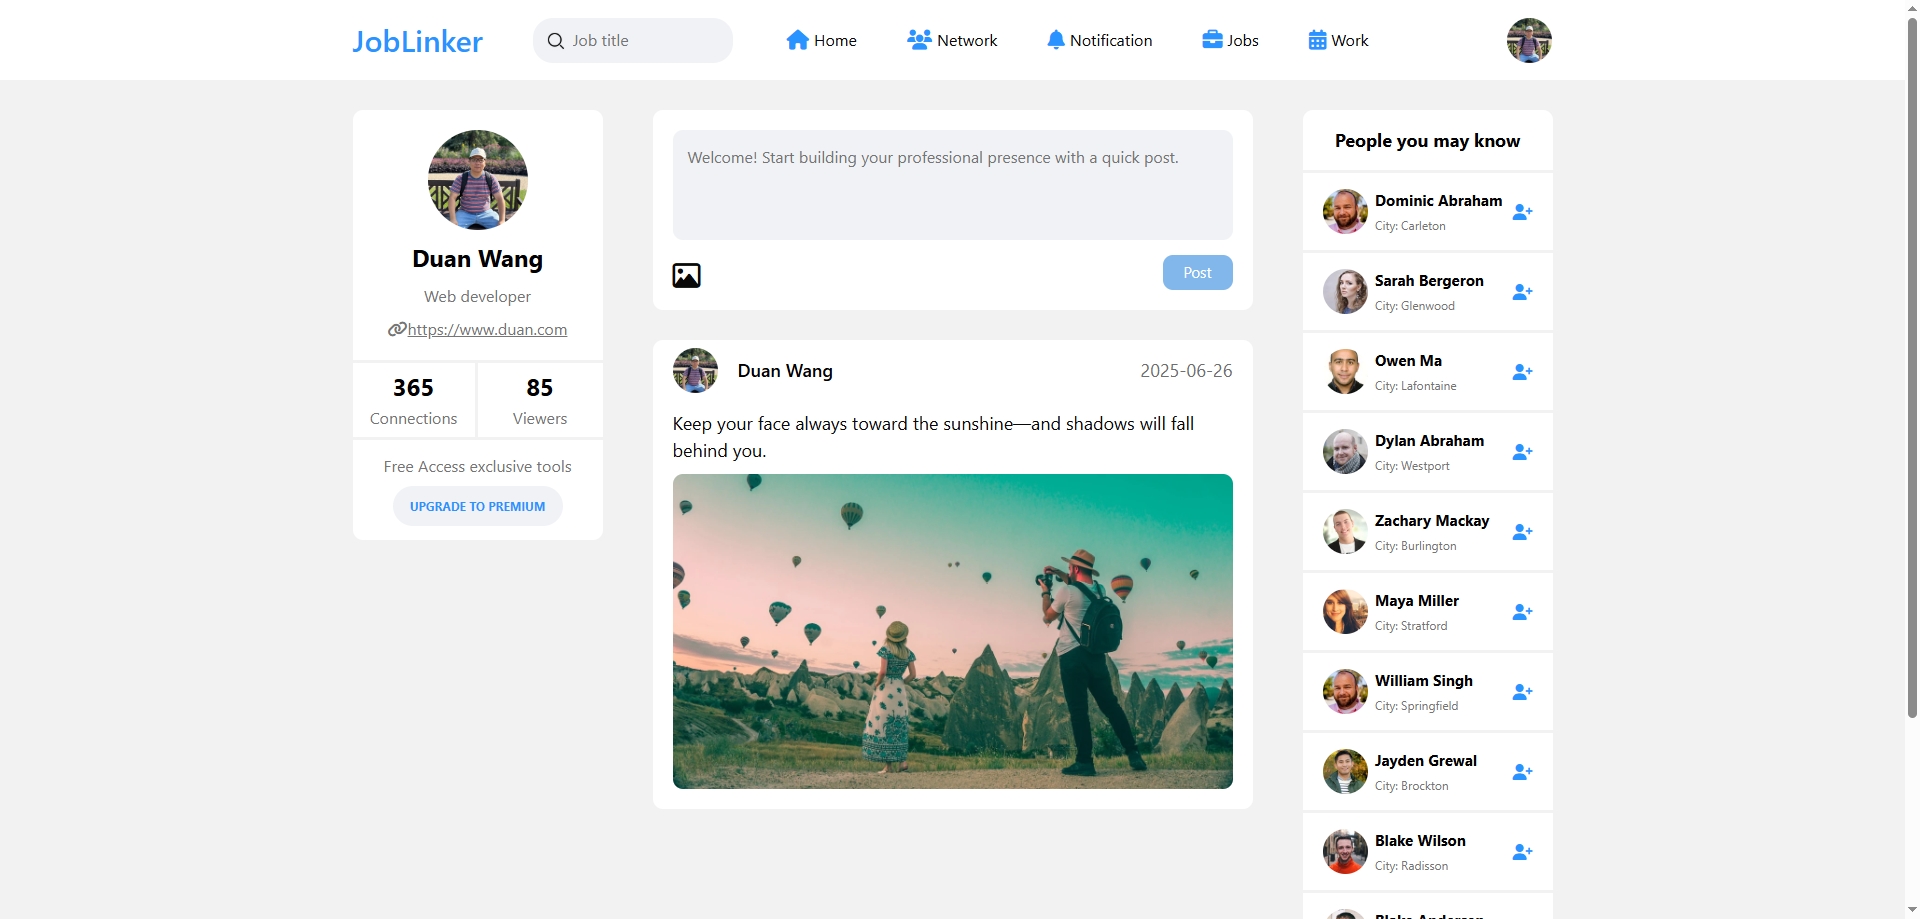 JobLinker
Job title
Home
Network
Notification
Jobs
Work
Duan Wang
Web developer
https://www.duan.com
365
Connections
85
Viewers
Free Access exclusive tools
UPGRADE TO PREMIUM
Welcome! Start building your professional presence with a quick post.
Post
Duan Wang
2025-06-26
Keep your face always toward the sunshine—and shadows will fall
behind you.
People you may know
Dominic Abraham
City: Carleton
Sarah Bergeron
City: Glenwood
Owen Ma
City: Lafontaine
Dylan Abraham
City: Westport
Zachary Mackay
City: Burlington
Maya Miller
City: Stratford
William Singh
City: Springfield
Jayden Grewal
City: Brockton
Blake Wilson
City: Radisson
Blake Anderson